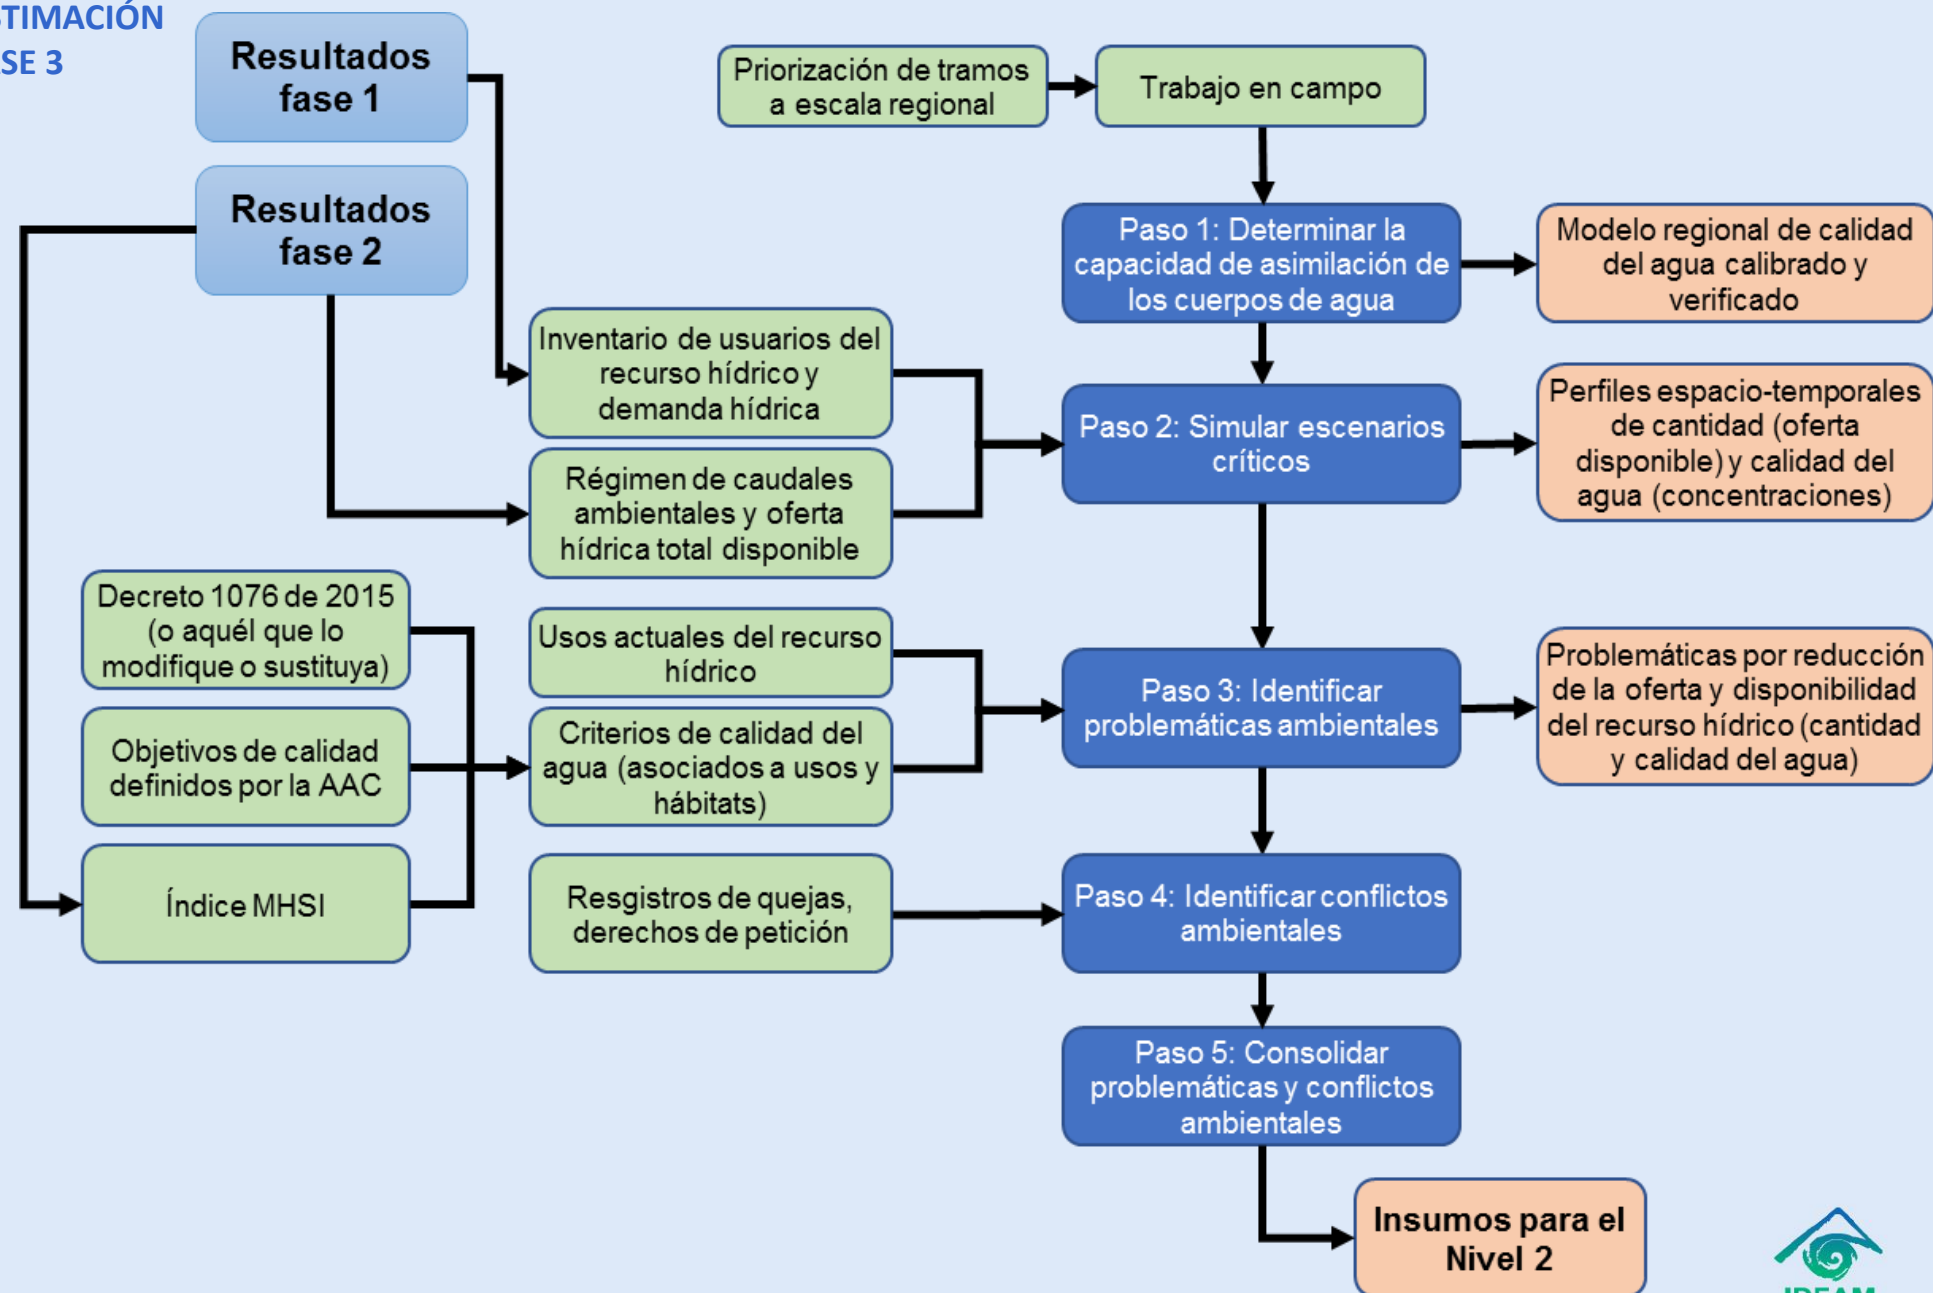 STIMACIÓN
SE 3
Resultados
fase 1
Resultados
fase 2
Priorización de tramos
a escala regional
Trabajo en campo
Paso 1: Determinar la
capacidad de asimilación de
los cuerpos de agua
Modelo regional de calidad
del agua calibrado y
verificado
Inventario de usuarios del
recurso hídrico y
demanda hídrica
Régimen de caudales
ambientales y oferta
hídrica total disponible
Paso 2: Simular escenarios
críticos
Perfiles espacio-temporales
de cantidad (oferta
disponible) y calidad del
agua (concentraciones)
Decreto 1076 de 2015
(o aquél que lo
modifique o sustituya)
Objetivos de calidad
definidos por la AAC
Índice MHSI
Usos actuales del recurso
hídrico
Criterios de calidad del
agua (asociados a usos y
hábitats)
Paso 3: Identificar
problemáticas ambientales
Problemáticas por reducción
de la oferta y disponibilidad
del recurso hídrico (cantidad
y calidad del agua)
Resgistros de quejas,
derechos de petición
Paso 4: Identificar conflictos
ambientales
Paso 5: Consolidar
problemáticas y conflictos
ambientales
Insumos para el
Nivel 2
IDEAM